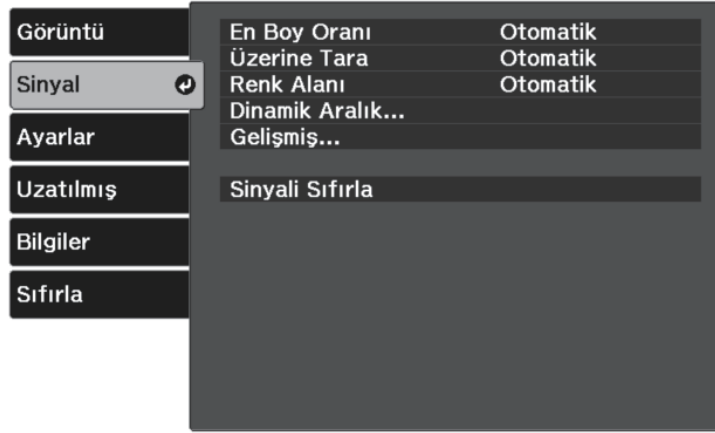 Görüntü
Sinyal
Ayarlar
Uzatılmış
Bilgiler
Sıfırla
En Boy Oranı Otomatik
Üzerine Tara Otomatik
Renk Alanı Otomatik
Dinamik Aralık...
Gelişmiş...
Sinyali Sıfırla